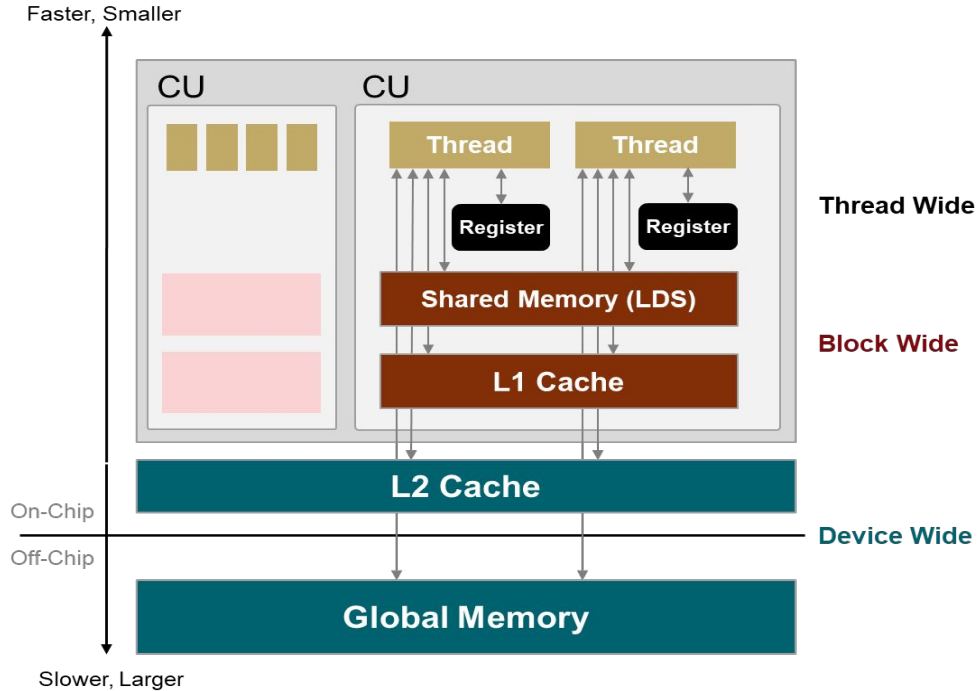 Faster, Smaller
CU
CU
Thread
Thread
Thread Wide
Register
Register
Shared Memory (LDS)
Block Wide
L1 Cache
L2 Cache
On-Chip
Device Wide
Off-Chip
Global Memory
Slower, Larger